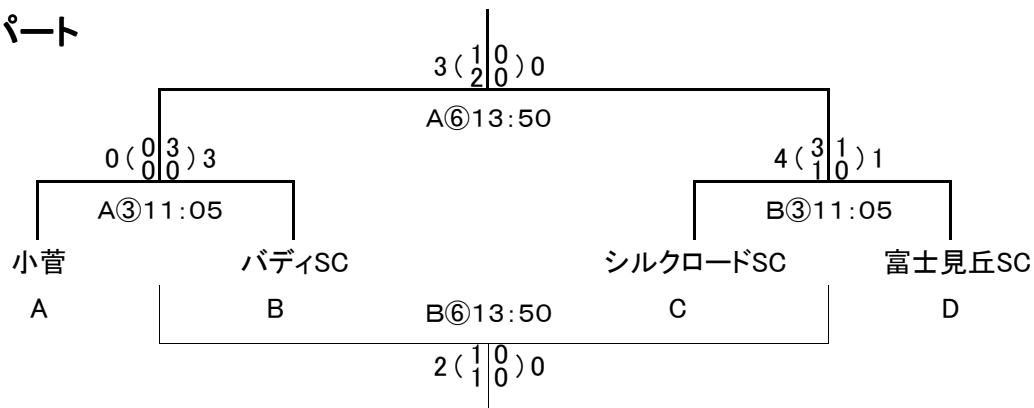 パート
3(1 0
2 0)0
A⑥13:50
0(0 3
0 0)3
4(3 1
1 0)1
A③11:05
B③11:05
小菅
バディSC
シルクロードSC
富士見丘SC
A
B
B⑥13:50
C
D
2(1 0
1 0)0